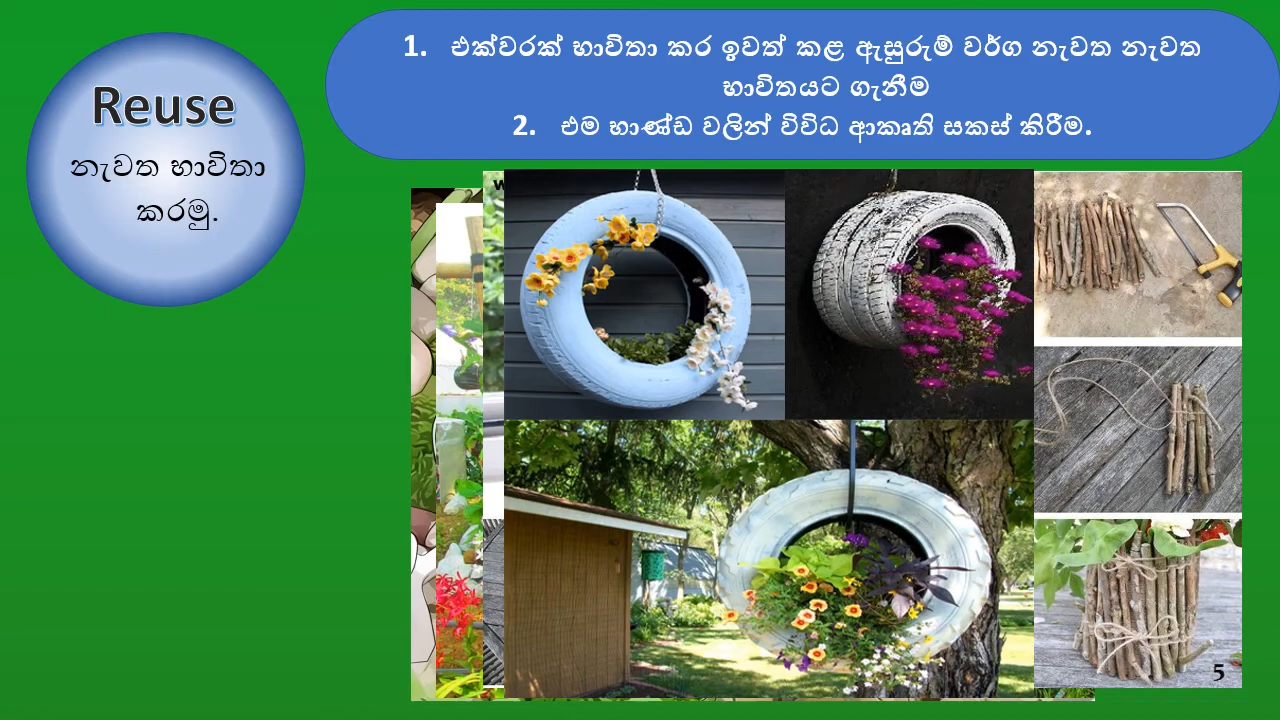 Reuse
නැවත භාවිතා
කරමු.
1. එක්වරක් භාවිතා කර ඉවත් කළ ඇසුරුම් වර්ග නැවත නැවත
භාවිතයට ගැනීම
2. එම භාණ්ඩ වලින් විවිධ ආකෘති සකස් කිරීම.
5